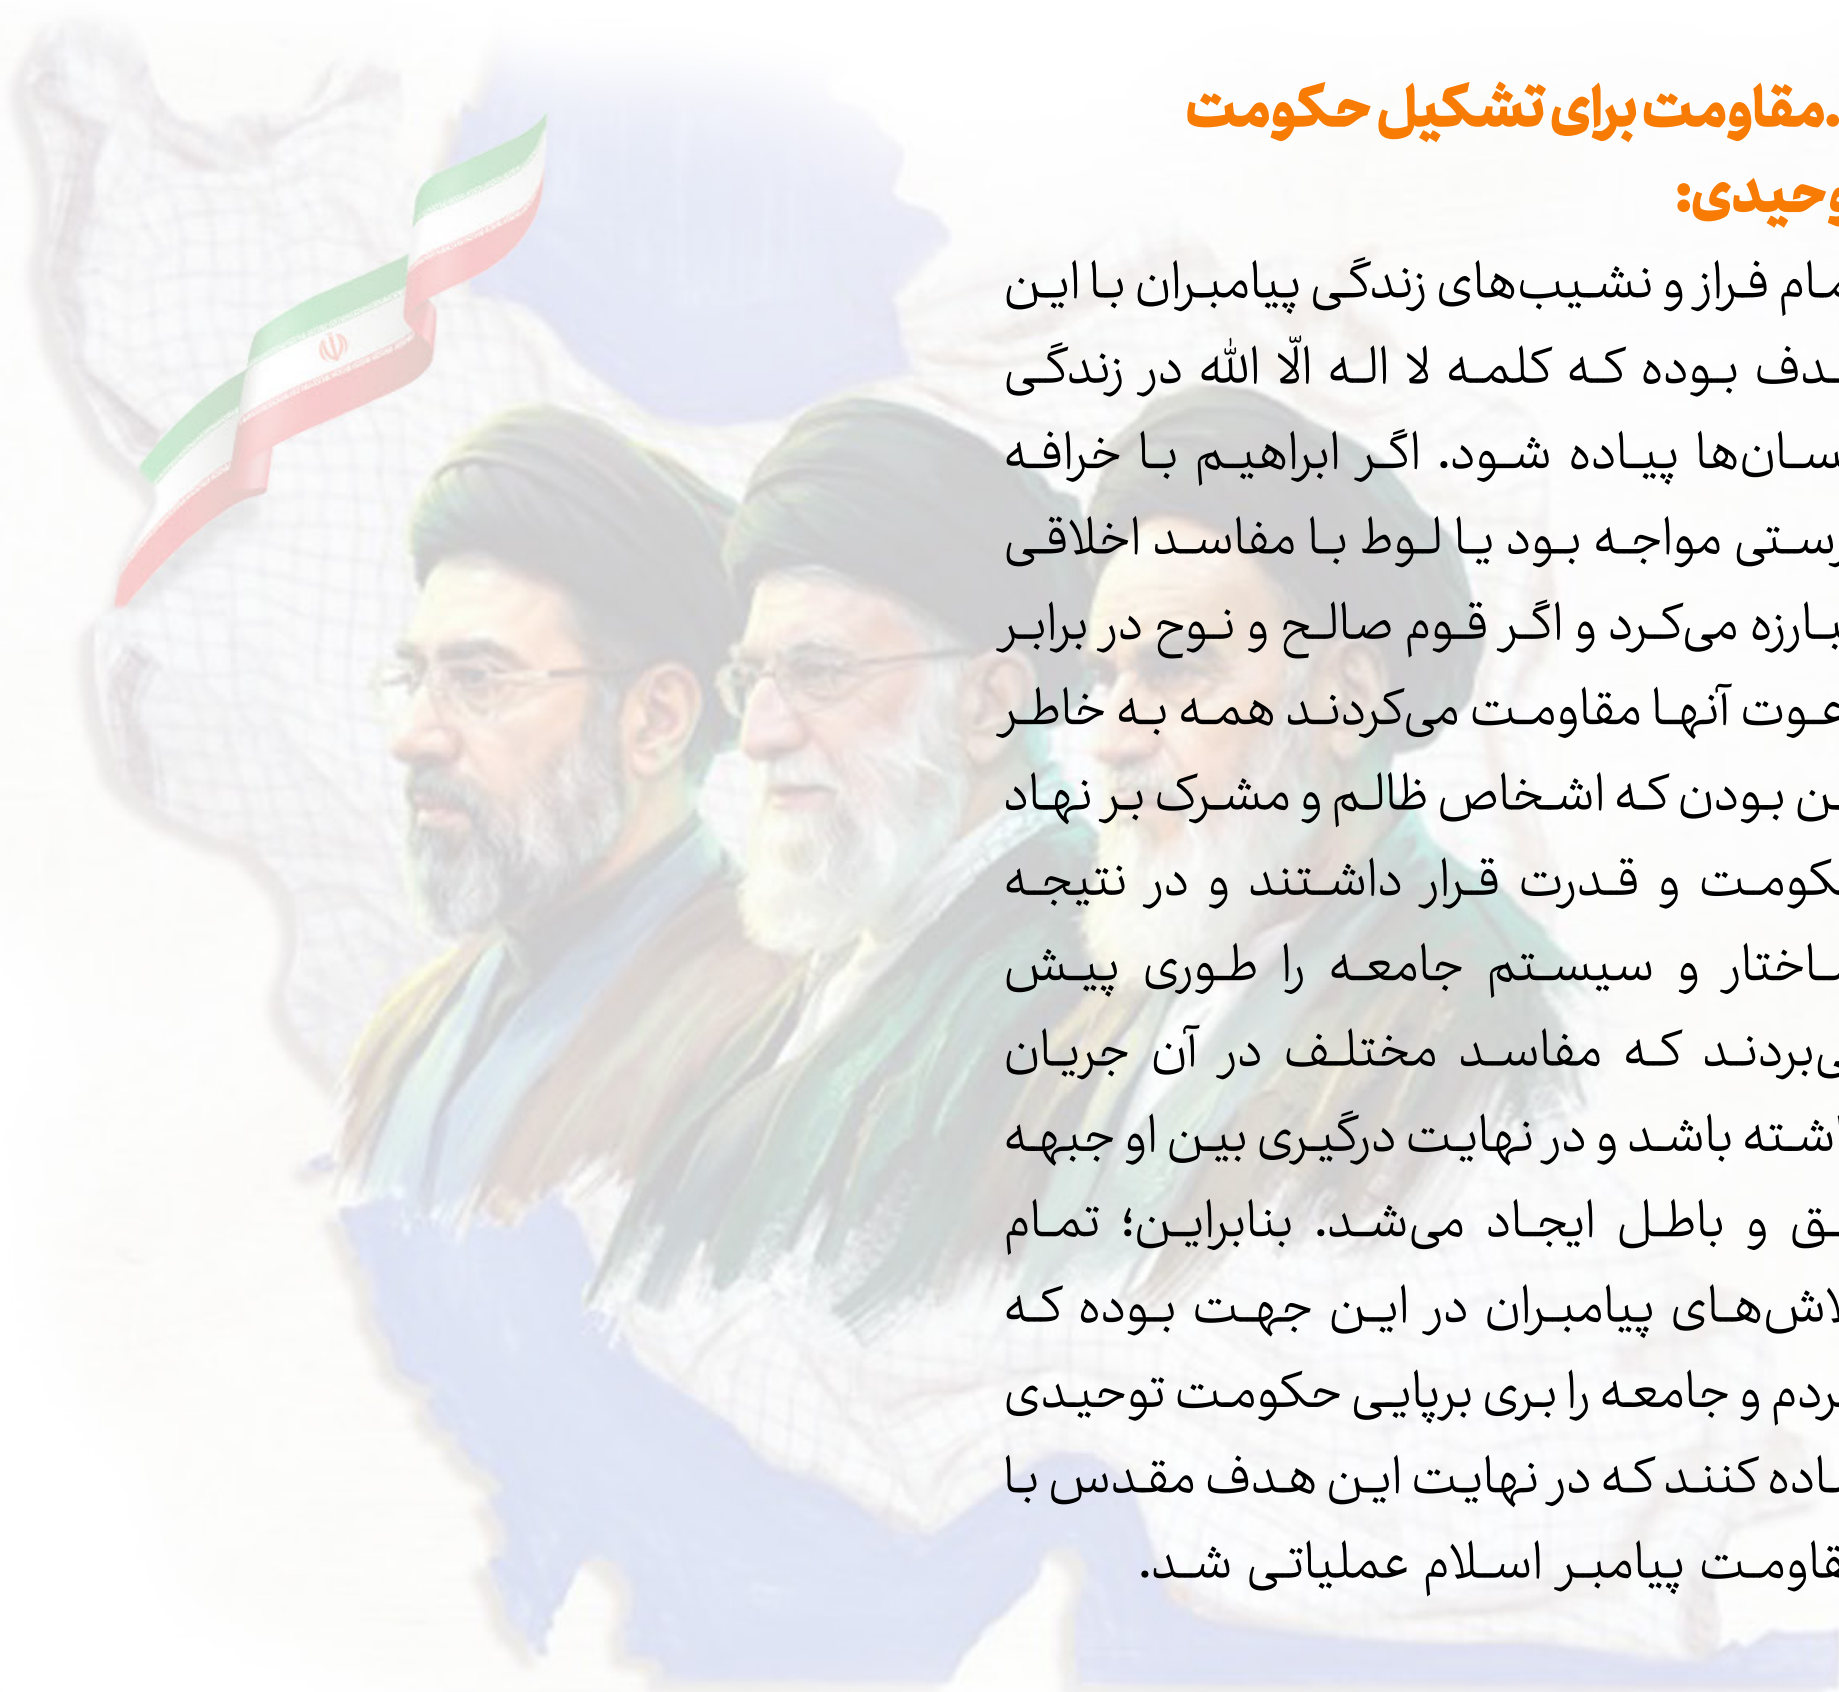 .مقاومت برای تشکیل حکومت
وحیدی:
مام فراز و نشیب‌های زندگی پیامبران با این
دف بوده که کلمه لا اله الّا الله در زندگی
سان‌ها پیاده شود. اگر ابراهیم با خرافه
رستی مواجه بود یا لوط با مفاسد اخلاقی
بارزه می‌کرد و اگر قوم صالح و نوح در برابر
عوت آنها مقاومت می‌کردند همه به خاطر
ن بودن که اشخاص ظالم و مشرک بر نهاد
کومت و قدرت قرار داشتند و در نتیجه
اختار و سیستم جامعه را طوری پیش
ی‌بردند که مفاسد مختلف در آن جریان
اشته باشد و در نهایت درگیری بین او جبهه
ق و باطل ایجاد می‌شد. بنابراین؛ تمام
لاش‌های پیامبران در این جهت بوده که
ردم و جامعه را بری برپایی حکومت توحیدی
اده کنند که در نهایت این هدف مقدس با
قاومت پیامبر اسلام عملیاتی شد.